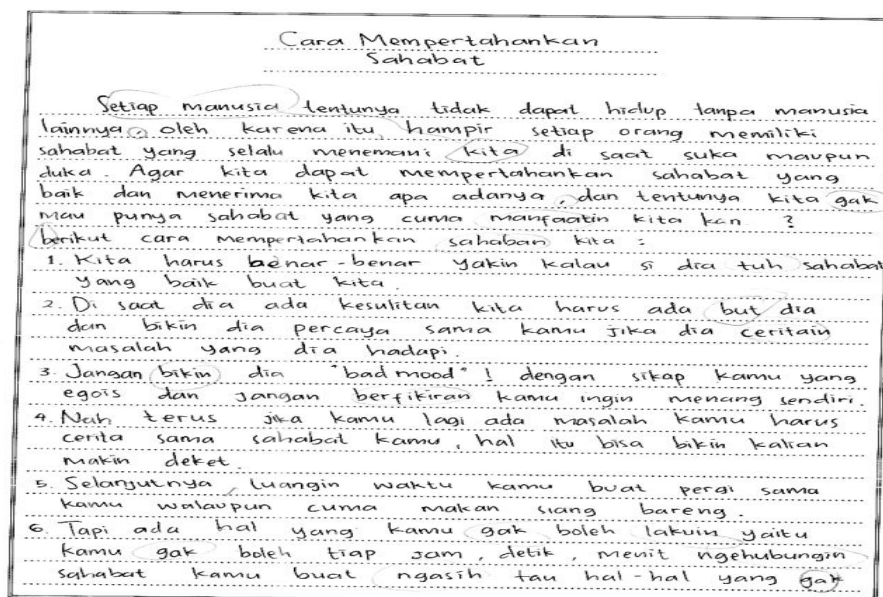 Cara Mempertahankan
Sahabat
Setiap manusia tentunya tidak dapat hidup tanpa manusia
lainnya, oleh karena itu, hampir setiap orang memiliki
sahabat yang selalu menemani kita di saat suka maupun
duka. Agar kita dapat mempertahankan sahabat yang
baik dan menerima kita apa adanya, dan tentunya kita gak
mau punya sahabat yang cuma manfaatin kita kan ?
berikut cara mempertahankan sahaban kita :
1. Kita harus benar-benar yakin kalau si dia tuh sahabat
yang baik buat kita.
2. Di saat dia ada kesulitan kita harus ada but dia
dan bikin dia percaya sama kamu jika dia ceritain
masalah yang dia hadapi.
3. Jangan bikin dia "bad mood" ! dengan sikap kamu yang
egois dan jangan berfikiran kamu ingin menang sendiri.
4. Nah terus jika kamu lagi ada masalah kamu harus
cerita sama sahabat kamu, hal itu bisa bikin kalian
makin deket.
5. Selanjutnya, luangin waktu kamu buat pergi sama
kamu walaupun cuma makan siang bareng.
6. Tapi ada hal yang kamu gak boleh lakuin yaitu
kamu gak boleh tiap jam, detik, menit ngehubungin
sahabat kamu buat ngasih tau hal-hal yang gak